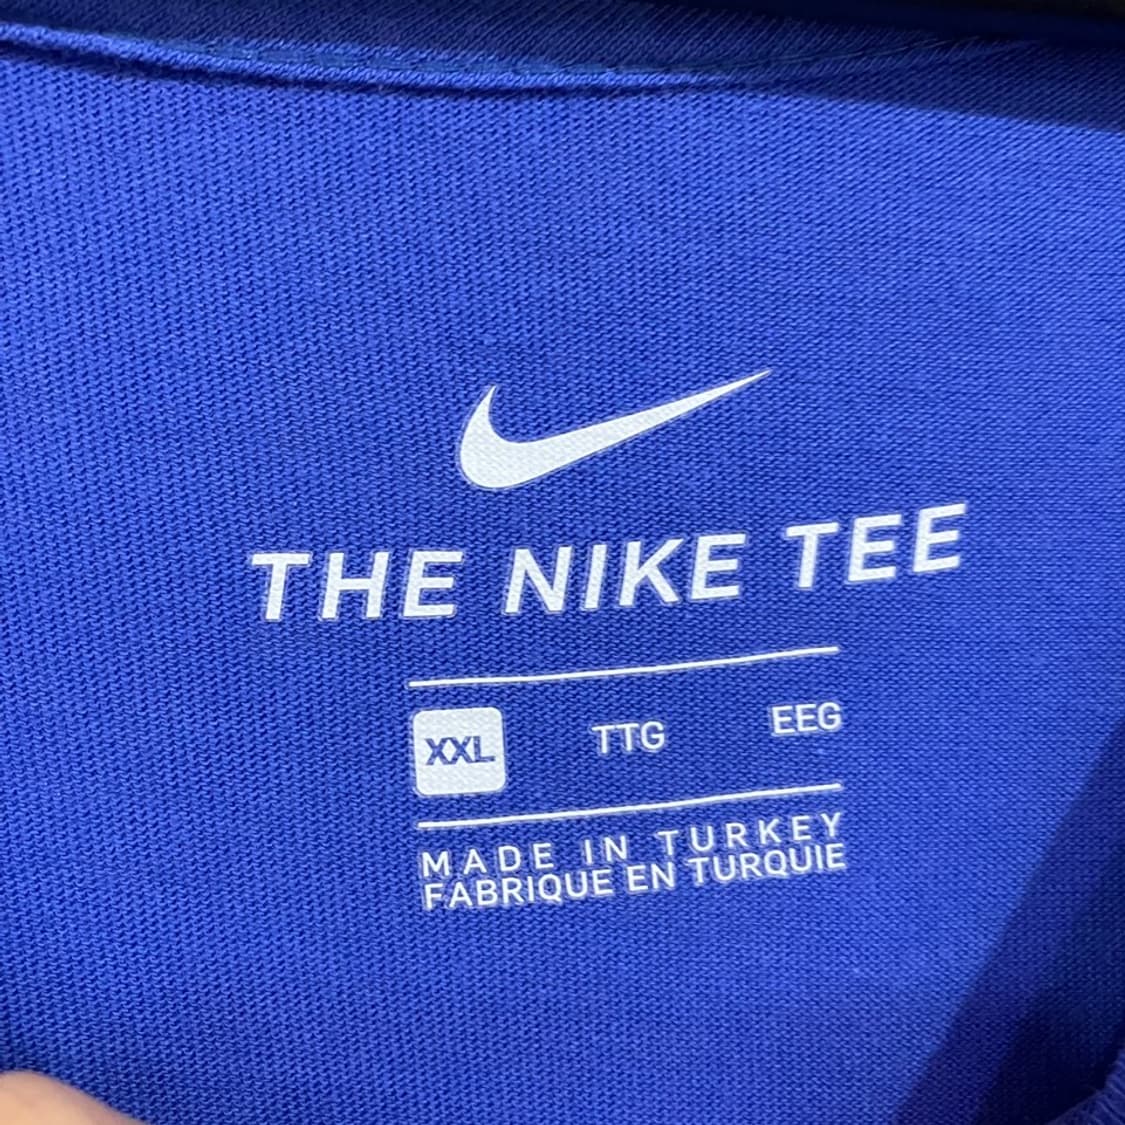 THE NIKE TEE
XXL TTG EEG
MADE IN TURKEY
FABRIQUE EN TURQUIE